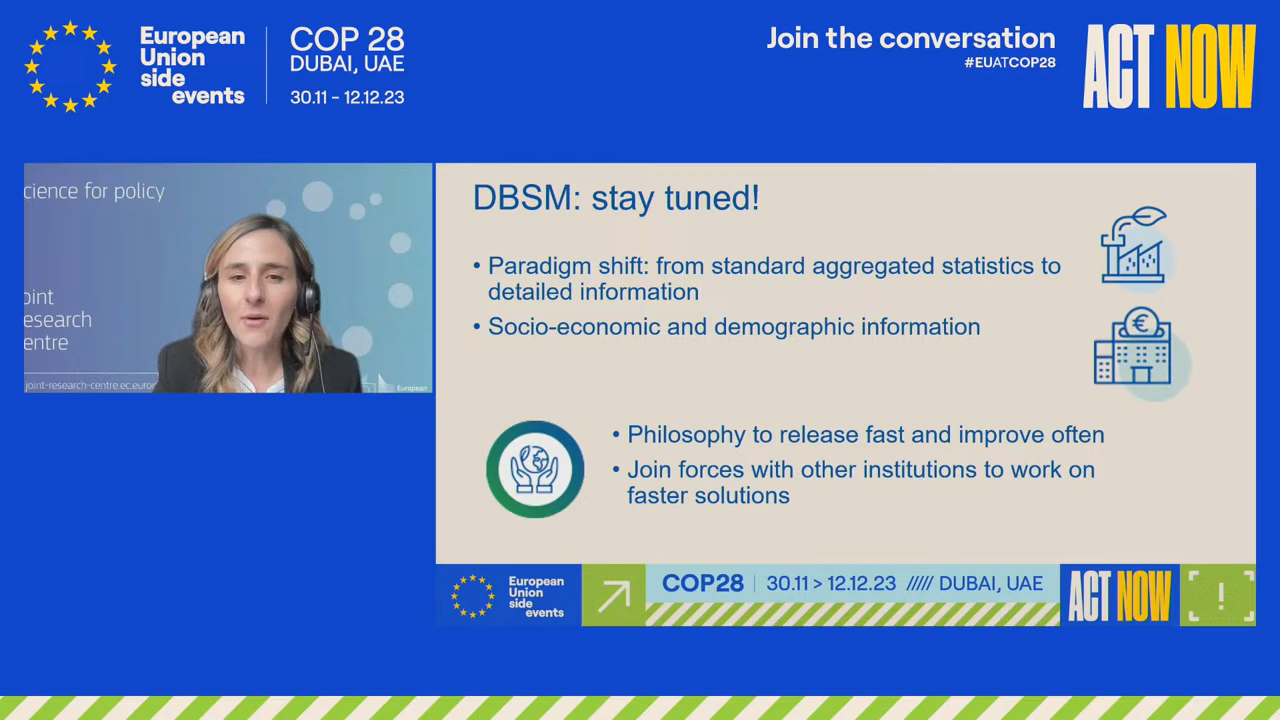 European
Union
side
events
COP 28
DUBAI, UAE
30.11 – 12.12.23
Join the conversation
#EUATCOP28
ACT NOW
cience for policy
oint
esearch
entre
joint-research-centre.ec.europ
European
DBSM: stay tuned!
• Paradigm shift: from standard aggregated statistics to
detailed information
• Socio-economic and demographic information
€
• Philosophy to release fast and improve often
• Join forces with other institutions to work on
faster solutions
European
Union
side
events
COP28 | 30.11 > 12.12.23 ///// DUBAI, UAE
ACT NOW
!